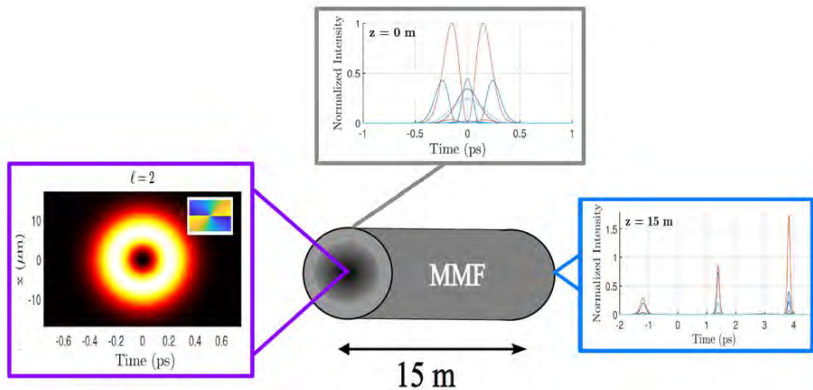 z = 0 m
Normalized Intensity
1
0.5
0
-1
-0.5
0
0.5
1
Time (ps)
ℓ = 2
x (μm)
10
0
-10
-0.6
-0.4
-0.2
0
0.2
0.4
0.6
Time (ps)
MMF
15 m
z = 15 m
Normalized Intensity
1.5
1
0.5
0
-2
-1
0
1
2
3
4
Time (ps)